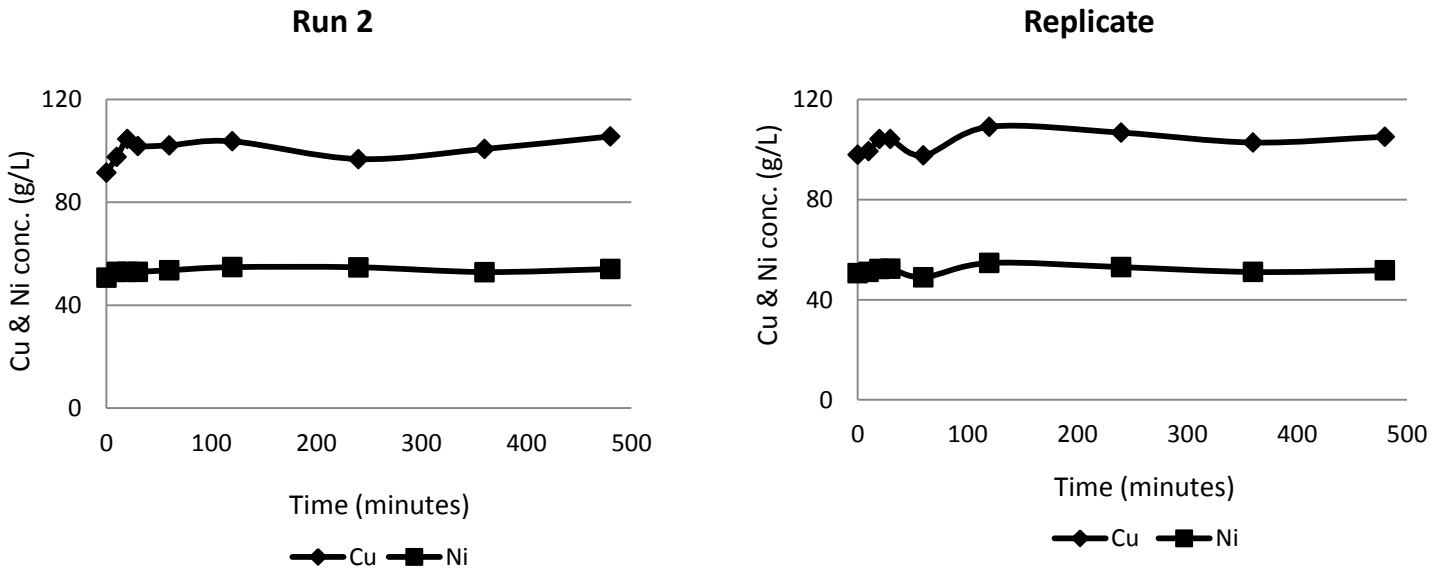 Run 2
Cu & Ni conc. (g/L)
120
80
40
0
0 100 200 300 400 500
Time (minutes)
Cu Ni
Replicate
Cu & Ni conc. (g/L)
120
80
40
0
0 100 200 300 400 500
Time (minutes)
Cu Ni